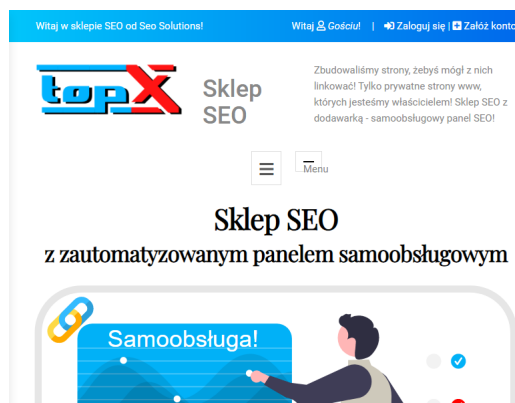 Witaj w sklepie SEO od Seo Solutions!
Witaj Gościu! | Zaloguj się | Załóż konto
topX
Sklep
SEO
Zbudowaliśmy strony, żebyś mógł z nich
linkować! Tylko prywatne strony www,
których jesteśmy właścicielem! Sklep SEO z
dodawarką - samoobsługowy panel SEO!
Menu
Sklep SEO
z zautomatyzowanym panelem samoobsługowym
Samoobsługa!